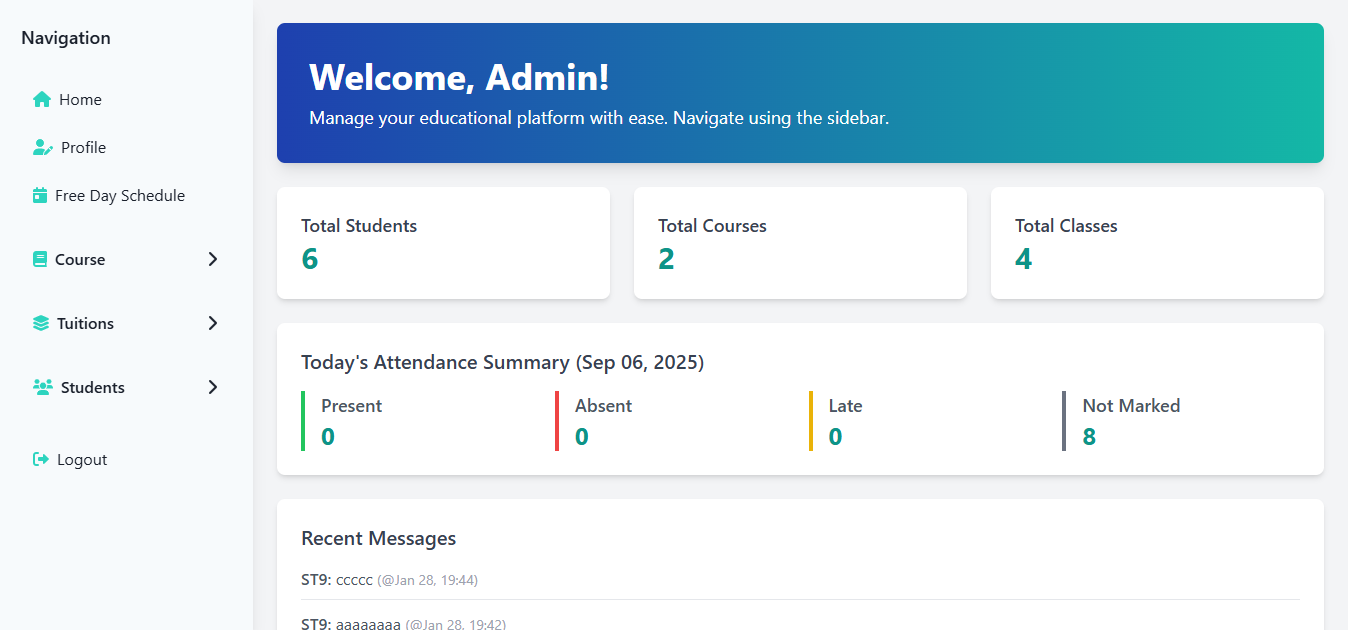 Navigation
Home
Profile
Free Day Schedule
Course
Tuitions
Students
Logout
Welcome, Admin!
Manage your educational platform with ease. Navigate using the sidebar.
Total Students
6
Total Courses
2
Total Classes
4
Today's Attendance Summary (Sep 06, 2025)
Present
0
Absent
0
Late
0
Not Marked
8
Recent Messages
ST9: ccccc (@Jan 28, 19:44)
ST9: aaaaaaaa (@Jan 28, 19:42)